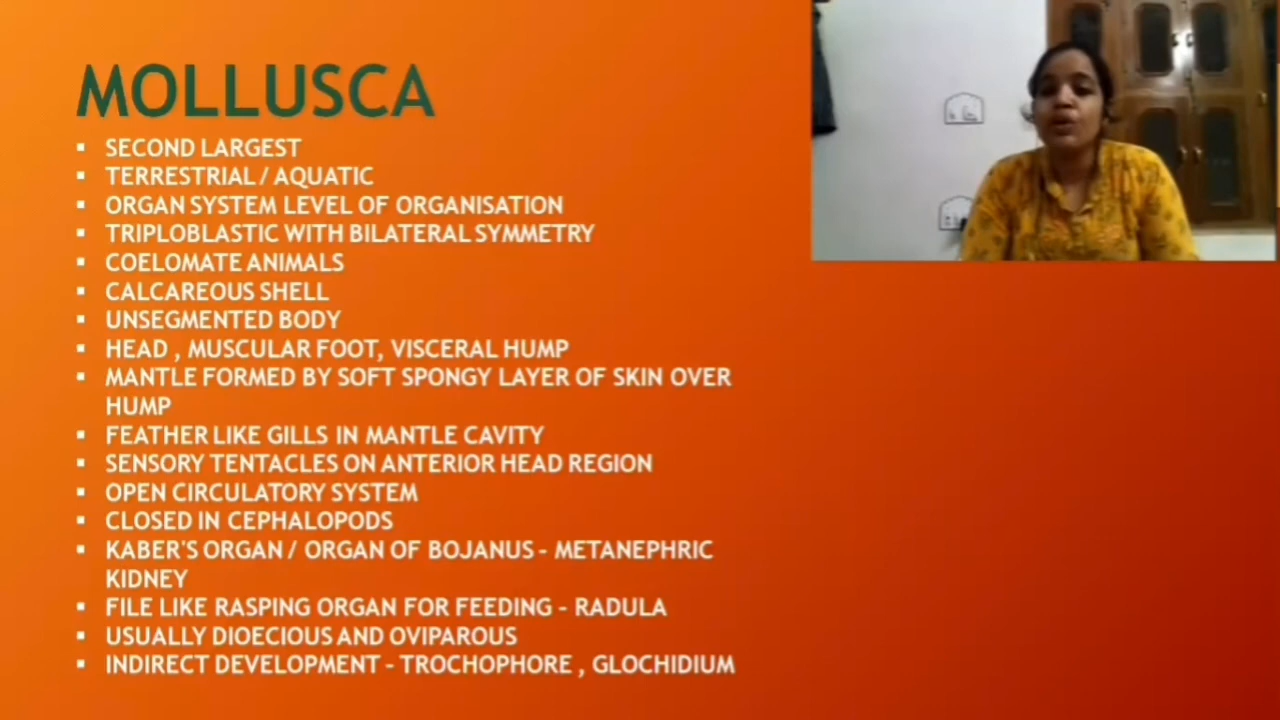 MOLLUSCA
▪ SECOND LARGEST
▪ TERRESTRIAL / AQUATIC
▪ ORGAN SYSTEM LEVEL OF ORGANISATION
▪ TRIPLOBLASTIC WITH BILATERAL SYMMETRY
▪ COELOMATE ANIMALS
▪ CALCAREOUS SHELL
▪ UNSEGMENTED BODY
▪ HEAD , MUSCULAR FOOT, VISCERAL HUMP
▪ MANTLE FORMED BY SOFT SPONGY LAYER OF SKIN OVER
HUMP
▪ FEATHER LIKE GILLS IN MANTLE CAVITY
▪ SENSORY TENTACLES ON ANTERIOR HEAD REGION
▪ OPEN CIRCULATORY SYSTEM
▪ CLOSED IN CEPHALOPODS
▪ KABER'S ORGAN / ORGAN OF BOJANUS - METANEPHRIC
KIDNEY
▪ FILE LIKE RASPING ORGAN FOR FEEDING - RADULA
▪ USUALLY DIOECIOUS AND OVIPAROUS
▪ INDIRECT DEVELOPMENT - TROCHOPHORE , GLOCHIDIUM